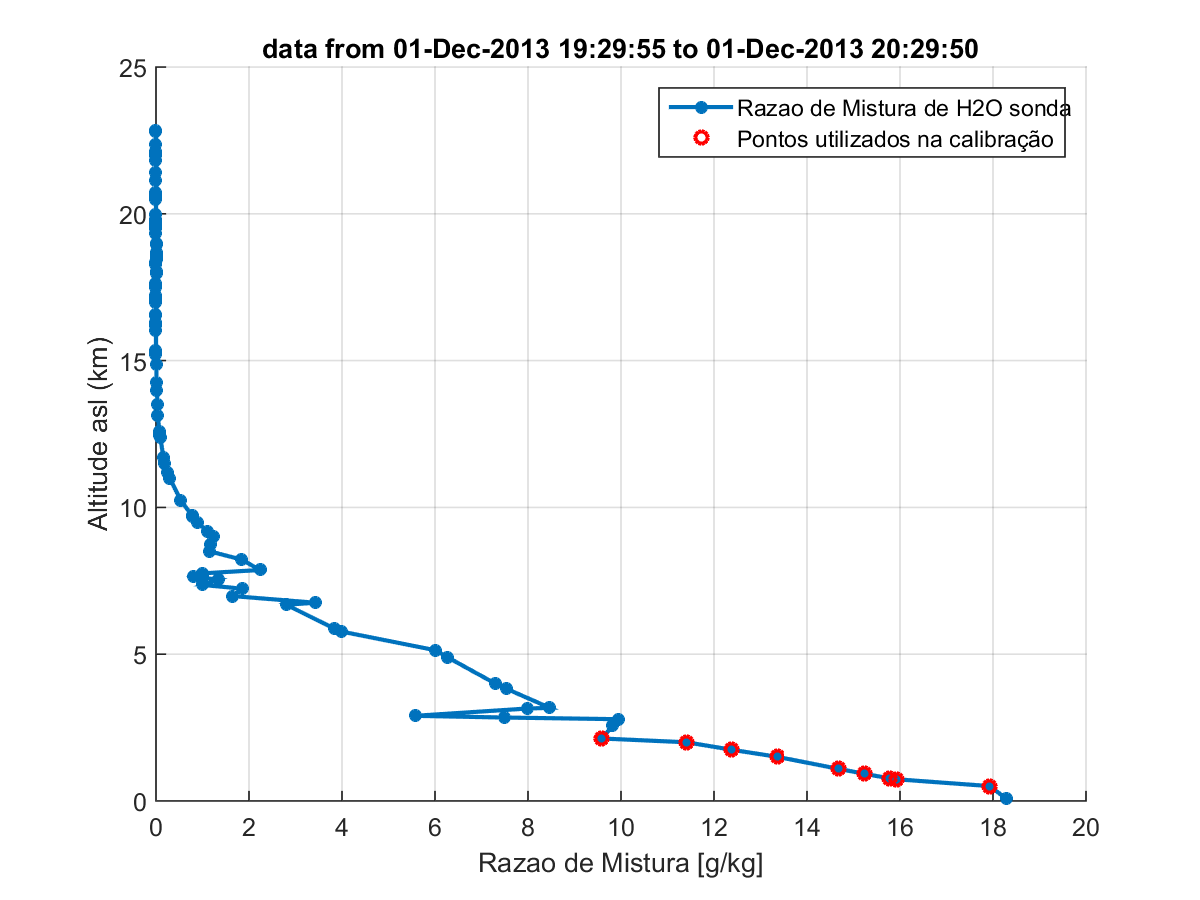 data from 01-Dec-2013 19:29:55 to 01-Dec-2013 20:29:50
Razao de Mistura de H2O sonda
Pontos utilizados na calibração
25
20
15
10
5
0
Altitude asl (km)
0 2 4 6 8 10 12 14 16 18 20
Razao de Mistura [g/kg]